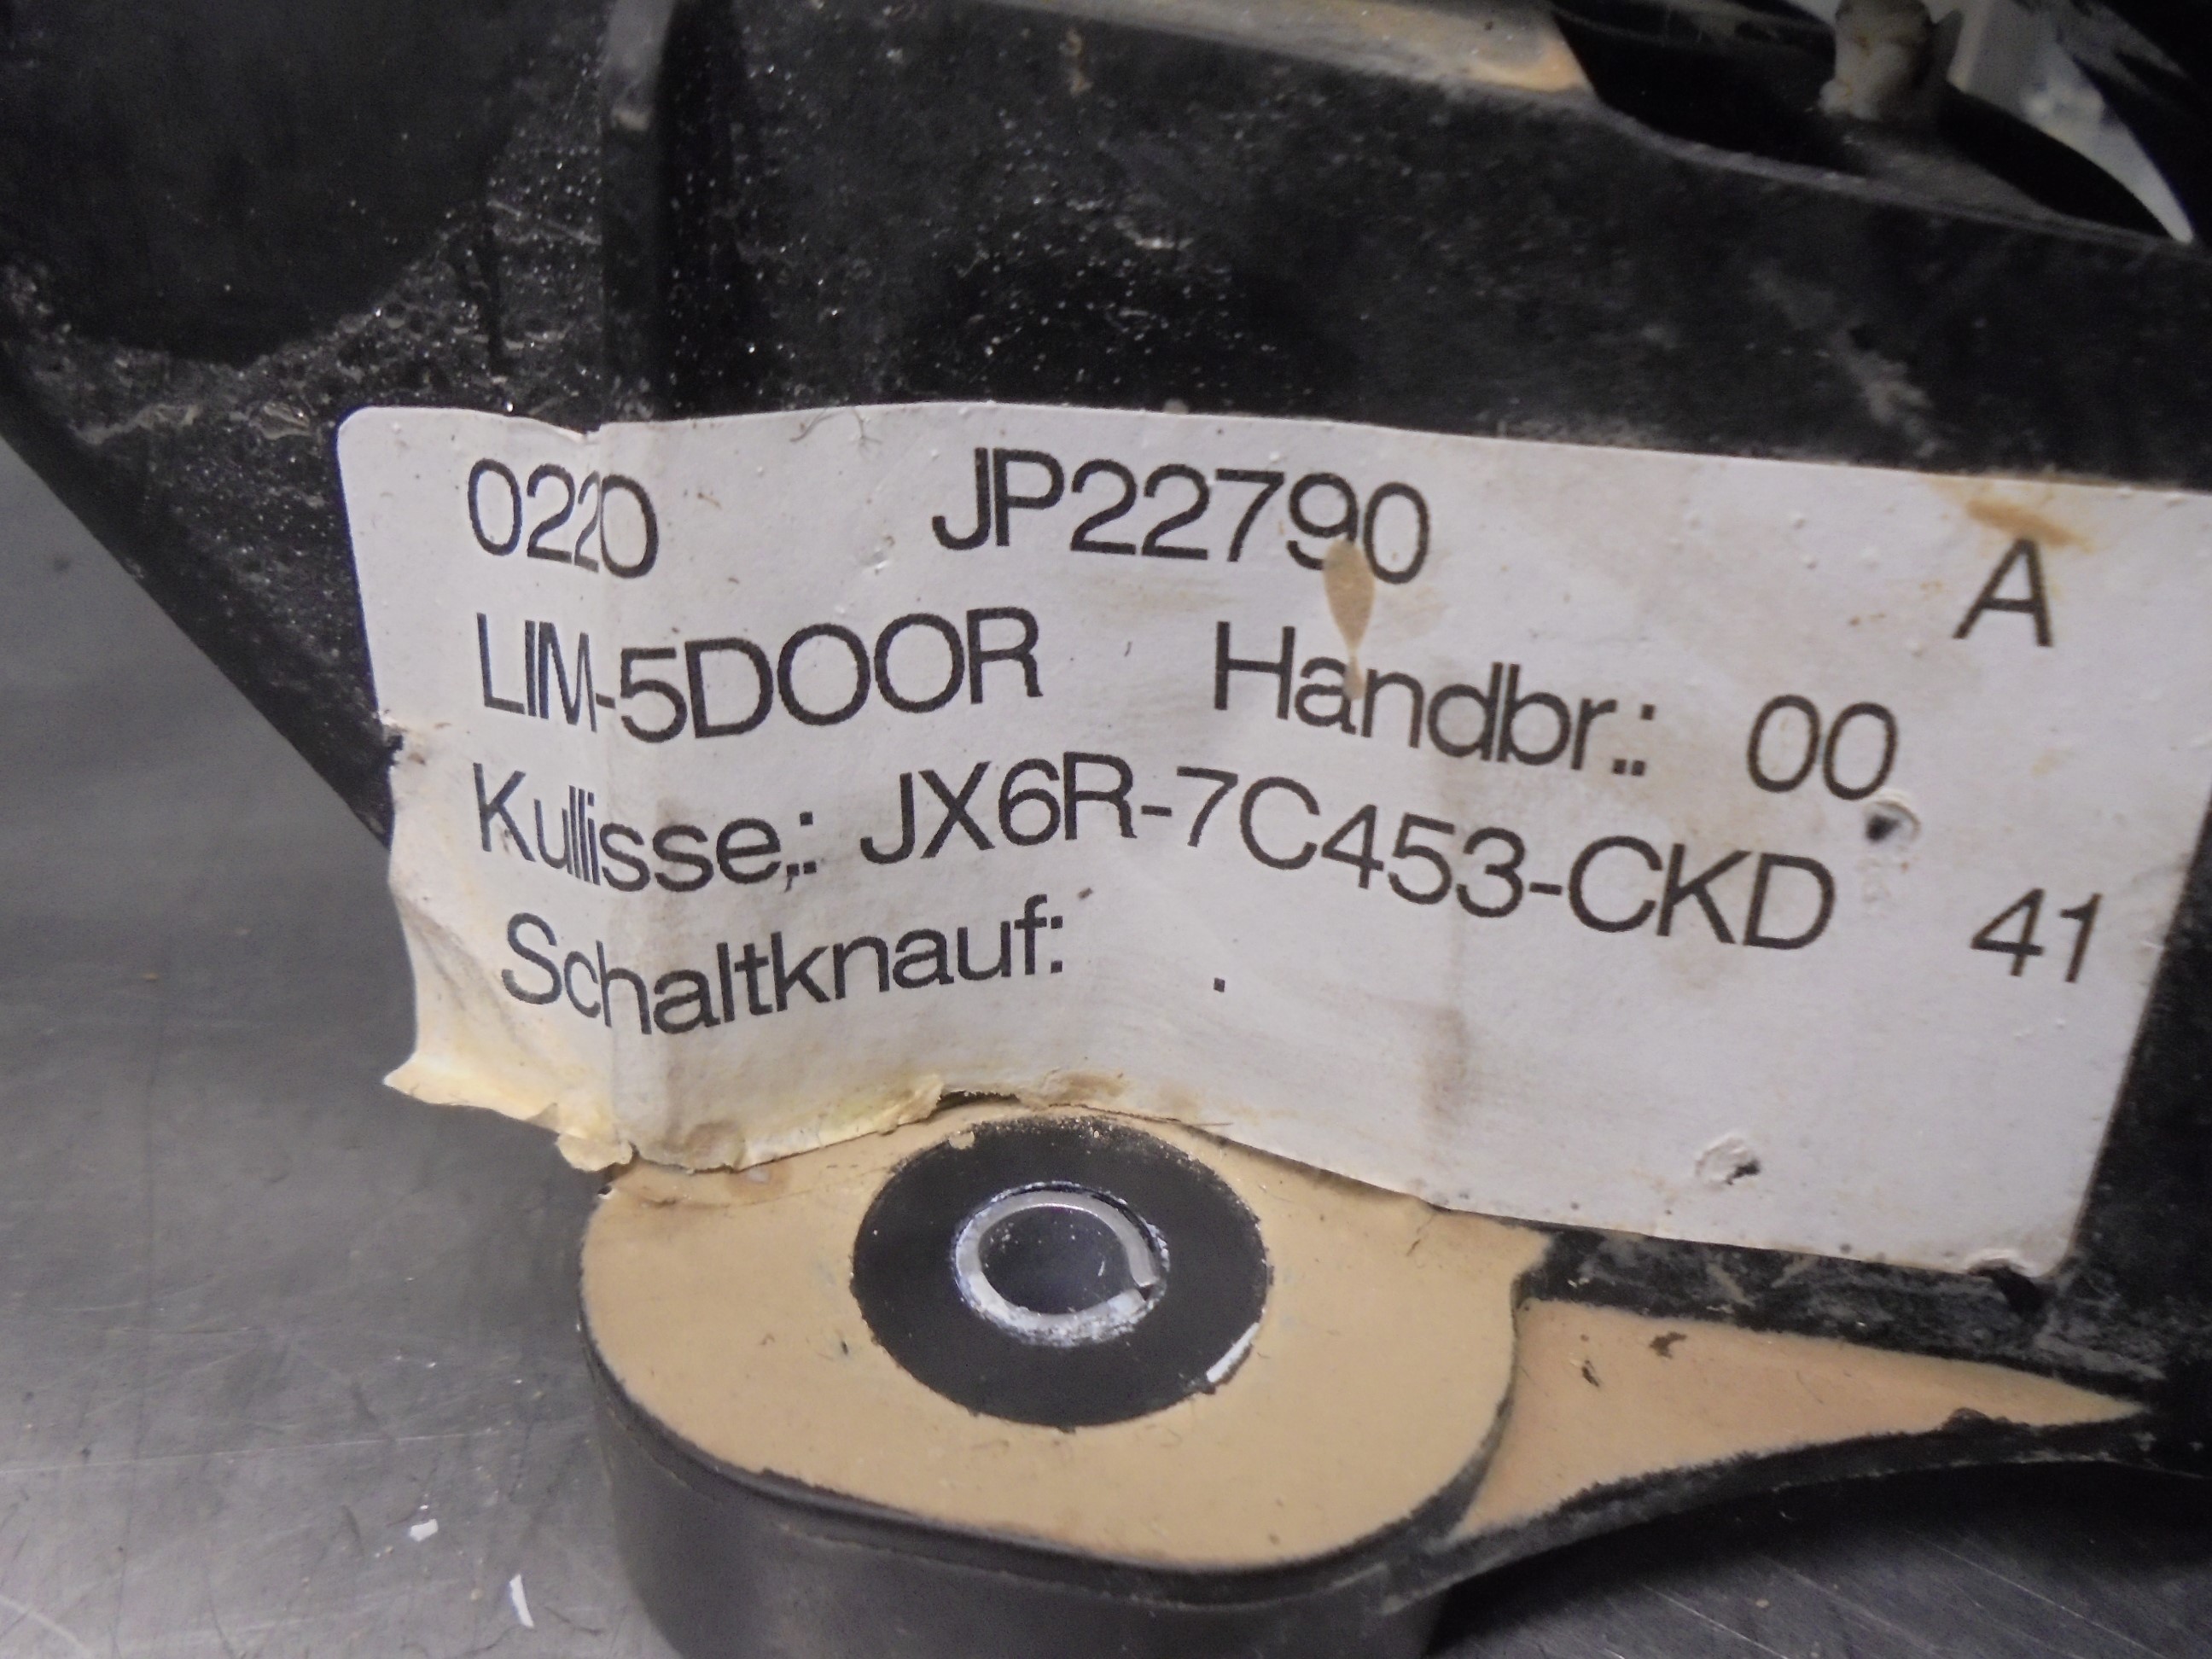 0220 JP22790 A
LIM-5DOOR Handbr.: 00
Kullisse,: JX6R-7C453-CKD 41
Schaltknauf: .